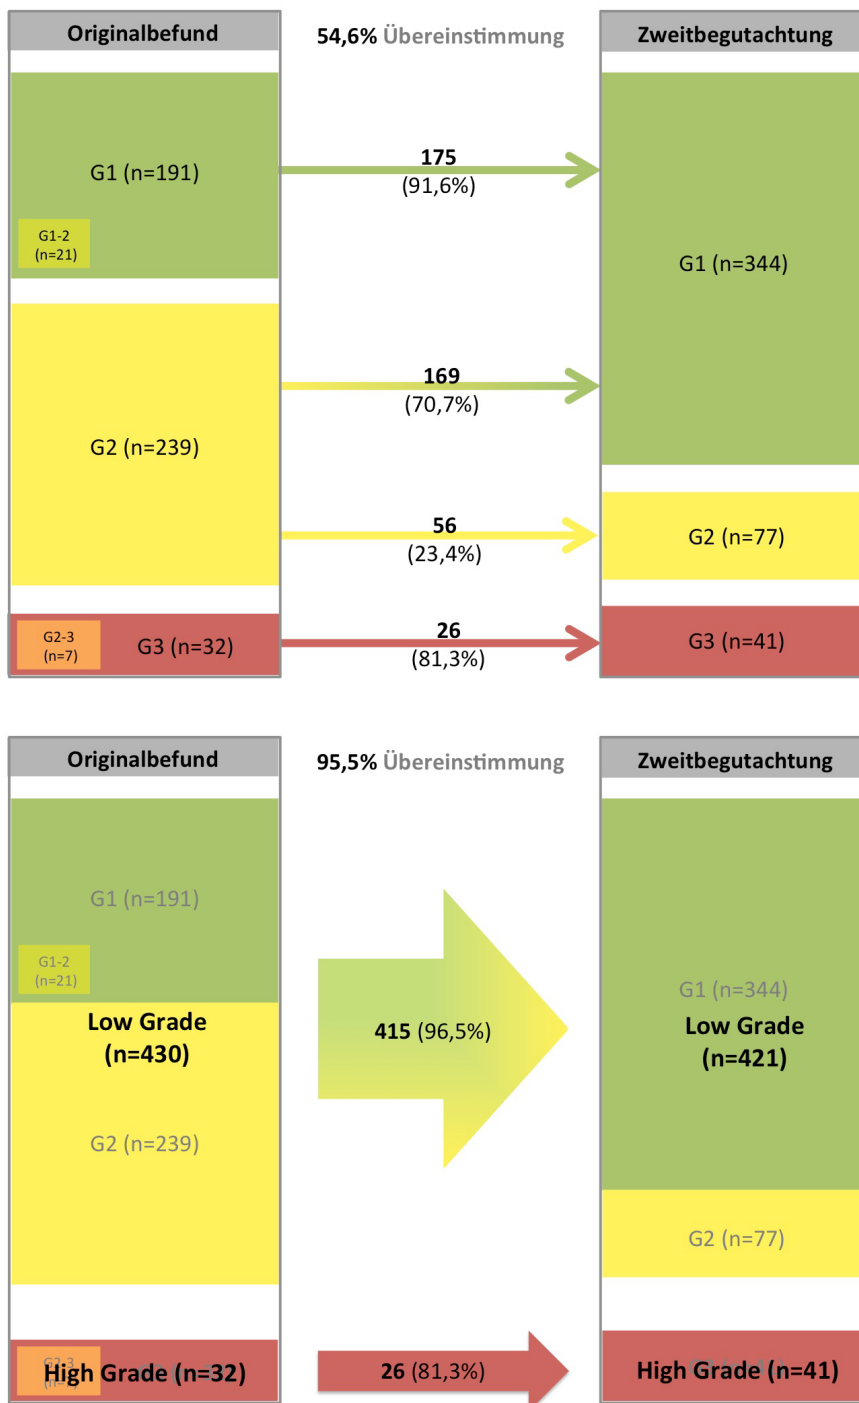 Originalbefund
54,6% Übereinstimmung
Zweitbegutachtung
G1 (n=191)
G1-2
(n=21)
175
(91,6%)
G1 (n=344)
169
(70,7%)
G2 (n=239)
56
(23,4%)
G2 (n=77)
G2-3
(n=7)
G3 (n=32)
26
(81,3%)
G3 (n=41)
Originalbefund
95,5% Übereinstimmung
Zweitbegutachtung
G1 (n=191)
G1-2
(n=21)
Low Grade
(n=430)
G2 (n=239)
415 (96,5%)
G1 (n=344)
Low Grade
(n=421)
G2 (n=77)
G2-3
High Grade (n=32)
26 (81,3%)
High Grade (n=41)